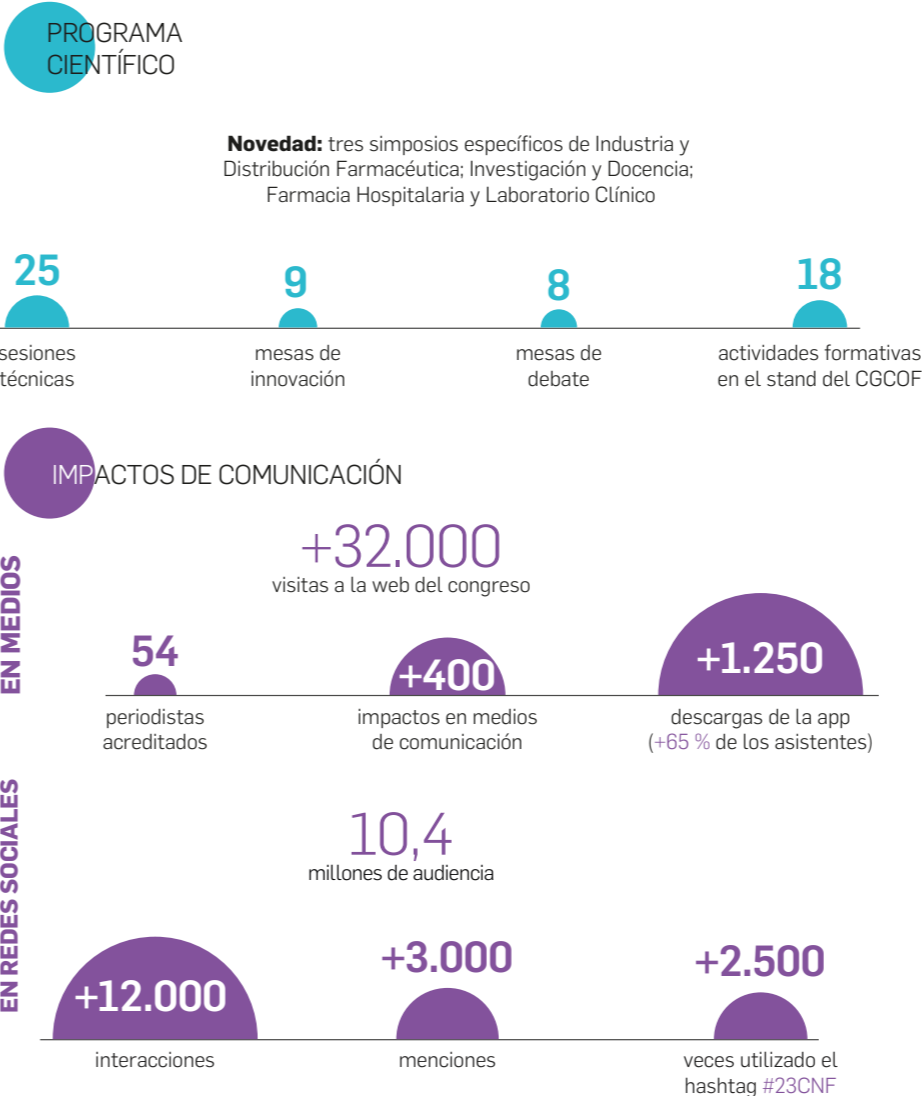 PROGRAMA
CIENTÍFICO
Novedad: tres simposios específicos de Industria y
Distribución Farmacéutica; Investigación y Docencia;
Farmacia Hospitalaria y Laboratorio Clínico
25
9
8
18
sesiones
técnicas
mesas de
innovación
mesas de
debate
actividades formativas
en el stand del CGCOF
IMPACTOS DE COMUNICACIÓN
EN MEDIOS
+32.000
visitas a la web del congreso
54
+400
+1.250
periodistas
acreditados
impactos en medios
de comunicación
descargas de la app
(+65 % de los asistentes)
EN REDES SOCIALES
10,4
millones de audiencia
+12.000
+3.000
+2.500
interacciones
menciones
veces utilizado el
hashtag #23CNF